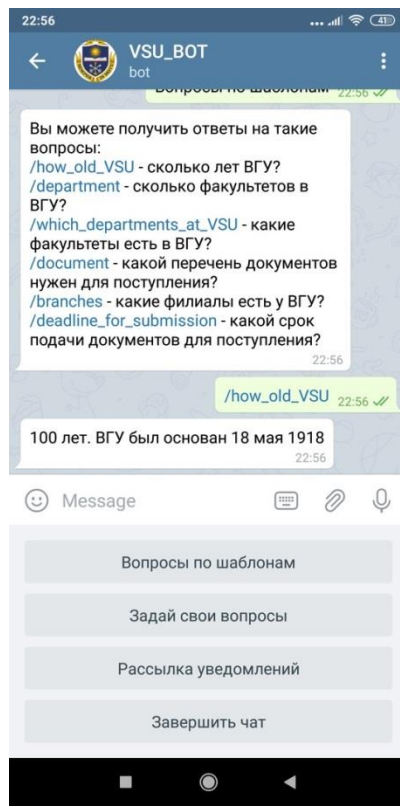 22:56
41
VSU_BOT
bot
Вопросы по шаблонам 22:56
Вы можете получить ответы на такие
вопросы:
/how_old_VSU - сколько лет ВГУ?
/department - сколько факультетов в
ВГУ?
/which_departments_at_VSU - какие
факультеты есть в ВГУ?
/document - какой перечень документов
нужен для поступления?
/branches - какие филиалы есть у ВГУ?
/deadline_for_submission - какой срок
подачи документов для поступления?
22:56
/how_old_VSU 22:56
100 лет. ВГУ был основан 18 мая 1918
22:56
Message
Вопросы по шаблонам
Задай свои вопросы
Рассылка уведомлений
Завершить чат